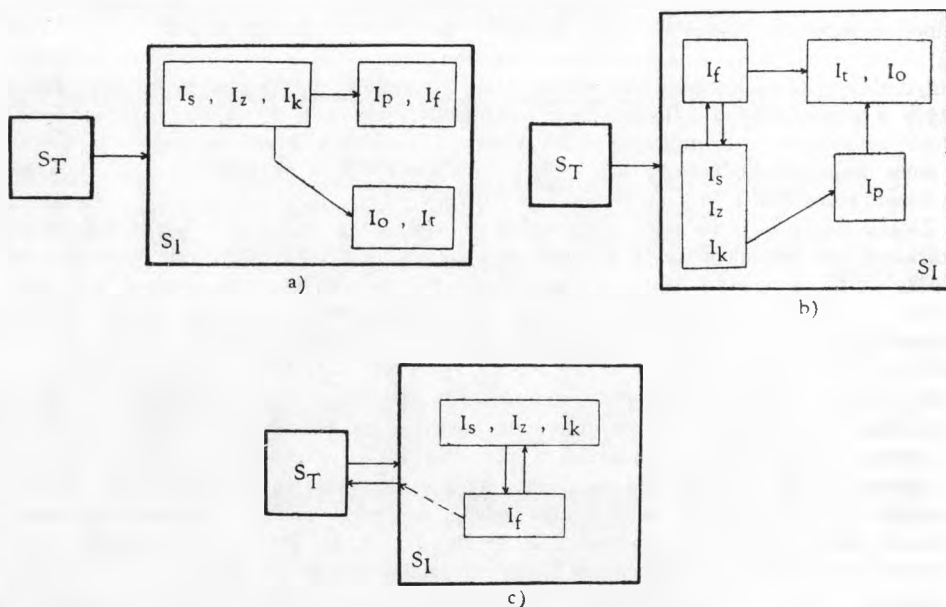 I_s , I_z , I_k
I_p , I_f
S_T
I_o , I_t
S_I
a)
I_f
I_t , I_o
S_T
I_s
I_z
I_k
I_p
S_I
b)
I_s , I_z , I_k
S_T
I_f
S_I
c)